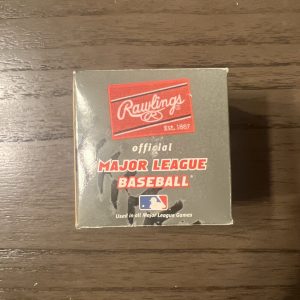 Rawlings
EST. 1887
official
MAJOR LEAGUE
BASEBALL
Used in all Major League Games